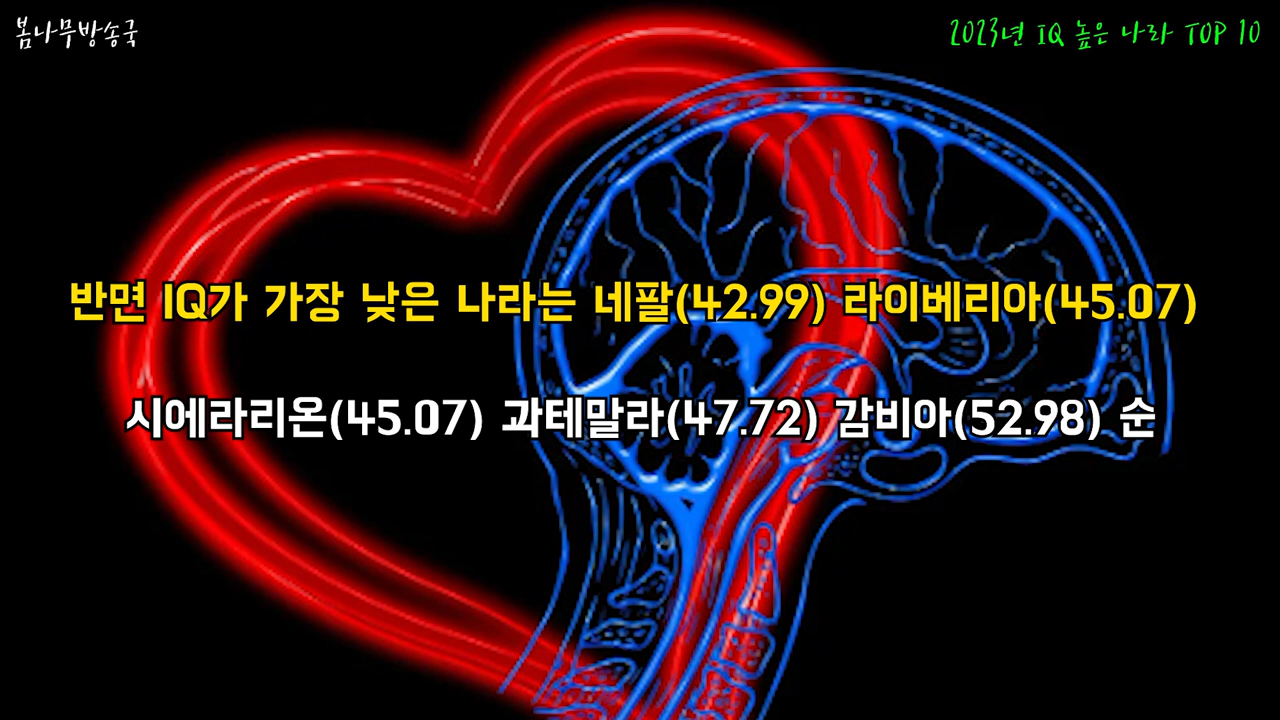 봄나무방송국
2023년 IQ 높은 나라 TOP 10
반면 IQ가 가장 낮은 나라는 네팔(42.99) 라이베리아(45.07)
시에라리온(45.07) 과테말라(47.72) 감비아(52.98) 순